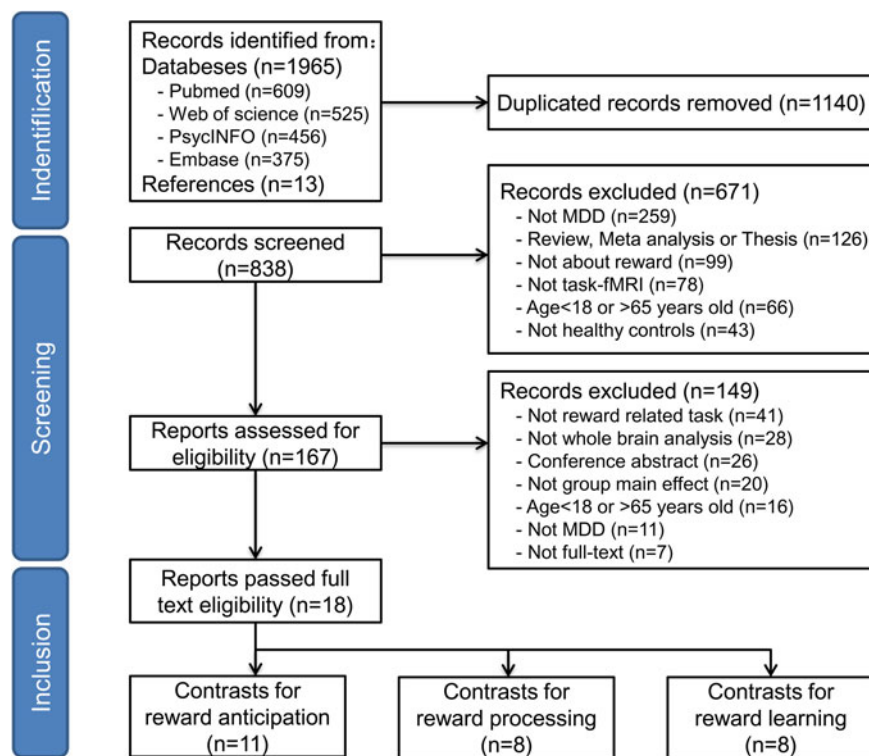 Indentiflication
Records identified from：
Databeses (n=1965)
- Pubmed (n=609)
- Web of science (n=525)
- PsycINFO (n=456)
- Embase (n=375)
References (n=13)
Duplicated records removed (n=1140)
Screening
Records screened
(n=838)
Records excluded (n=671)
- Not MDD (n=259)
- Review, Meta analysis or Thesis (n=126)
- Not about reward (n=99)
- Not task-fMRI (n=78)
- Age<18 or >65 years old (n=66)
- Not healthy controls (n=43)
Reports assessed for
eligibility (n=167)
Records excluded (n=149)
- Not reward related task (n=41)
- Not whole brain analysis (n=28)
- Conference abstract (n=26)
- Not group main effect (n=20)
- Age<18 or >65 years old (n=16)
- Not MDD (n=11)
- Not full-text (n=7)
Inclusion
Reports passed full
text eligibility (n=18)
Contrasts for
reward anticipation
(n=11)
Contrasts for
reward processing
(n=8)
Contrasts for
reward learning
(n=8)